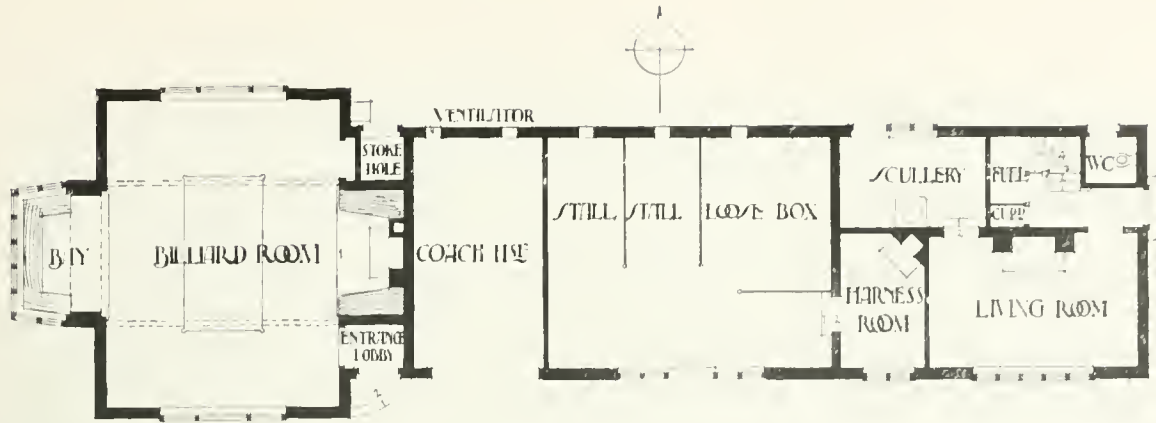 VENTILATOR
STOKE
HOLE
SCULLERY
FUEL
WC
CUPD
STALL
STALL
LOOSE BOX
BAY
BILLIARD ROOM
COACH HSE
HARNESS
ROOM
LIVING ROOM
ENTRANCE
LOBBY